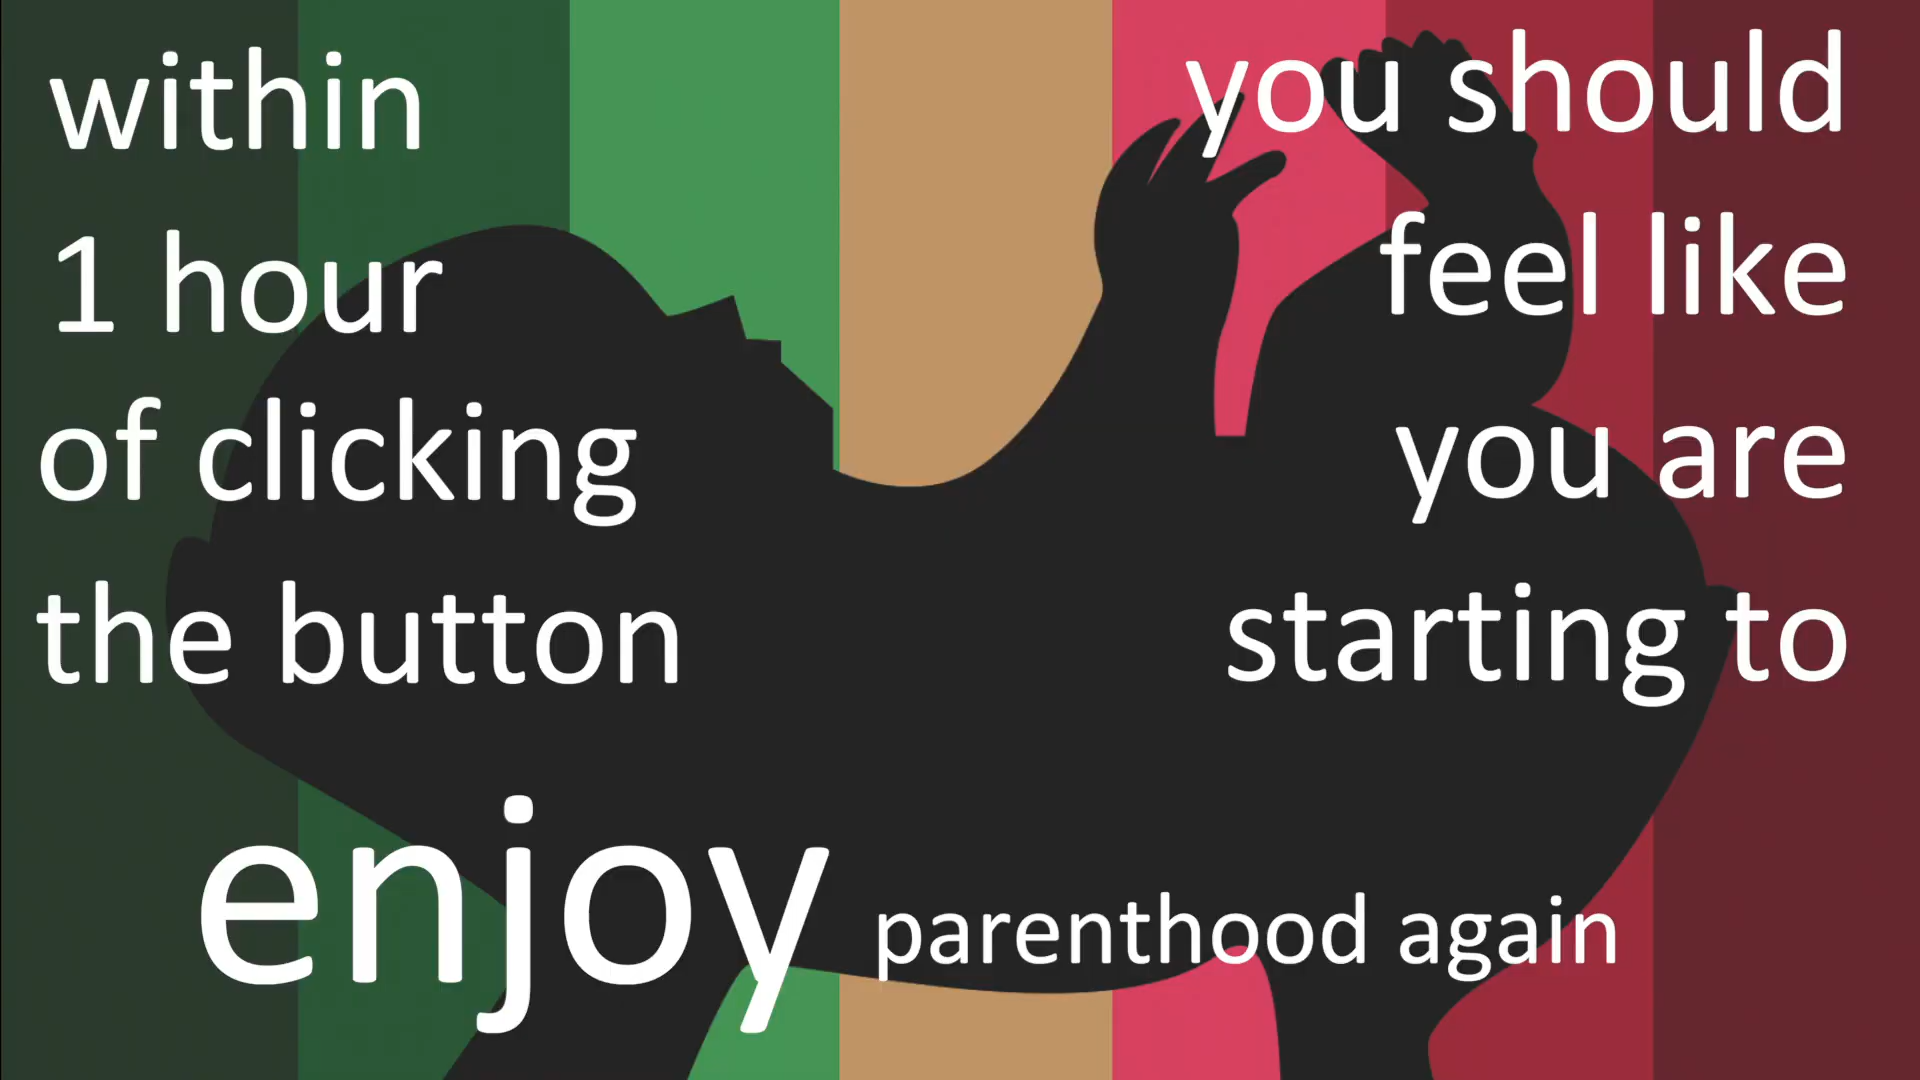 within
1 hour
of clicking
the button
you should
feel like
you are
starting to
enjoy parenthood again